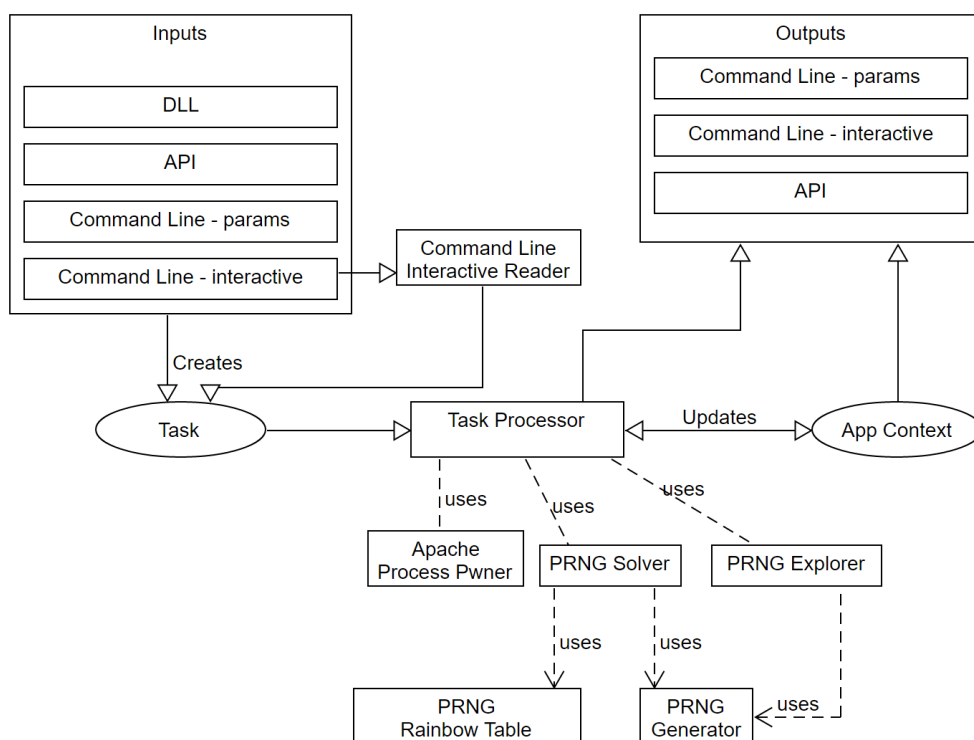 Inputs
DLL
API
Command Line - params
Command Line - interactive
Command Line
Interactive Reader
Outputs
Command Line - params
Command Line - interactive
API
Creates
Task
Task Processor
Updates
App Context
uses
uses
uses
Apache
Process Pwner
PRNG Solver
PRNG Explorer
uses
uses
uses
PRNG
Rainbow Table
PRNG
Generator